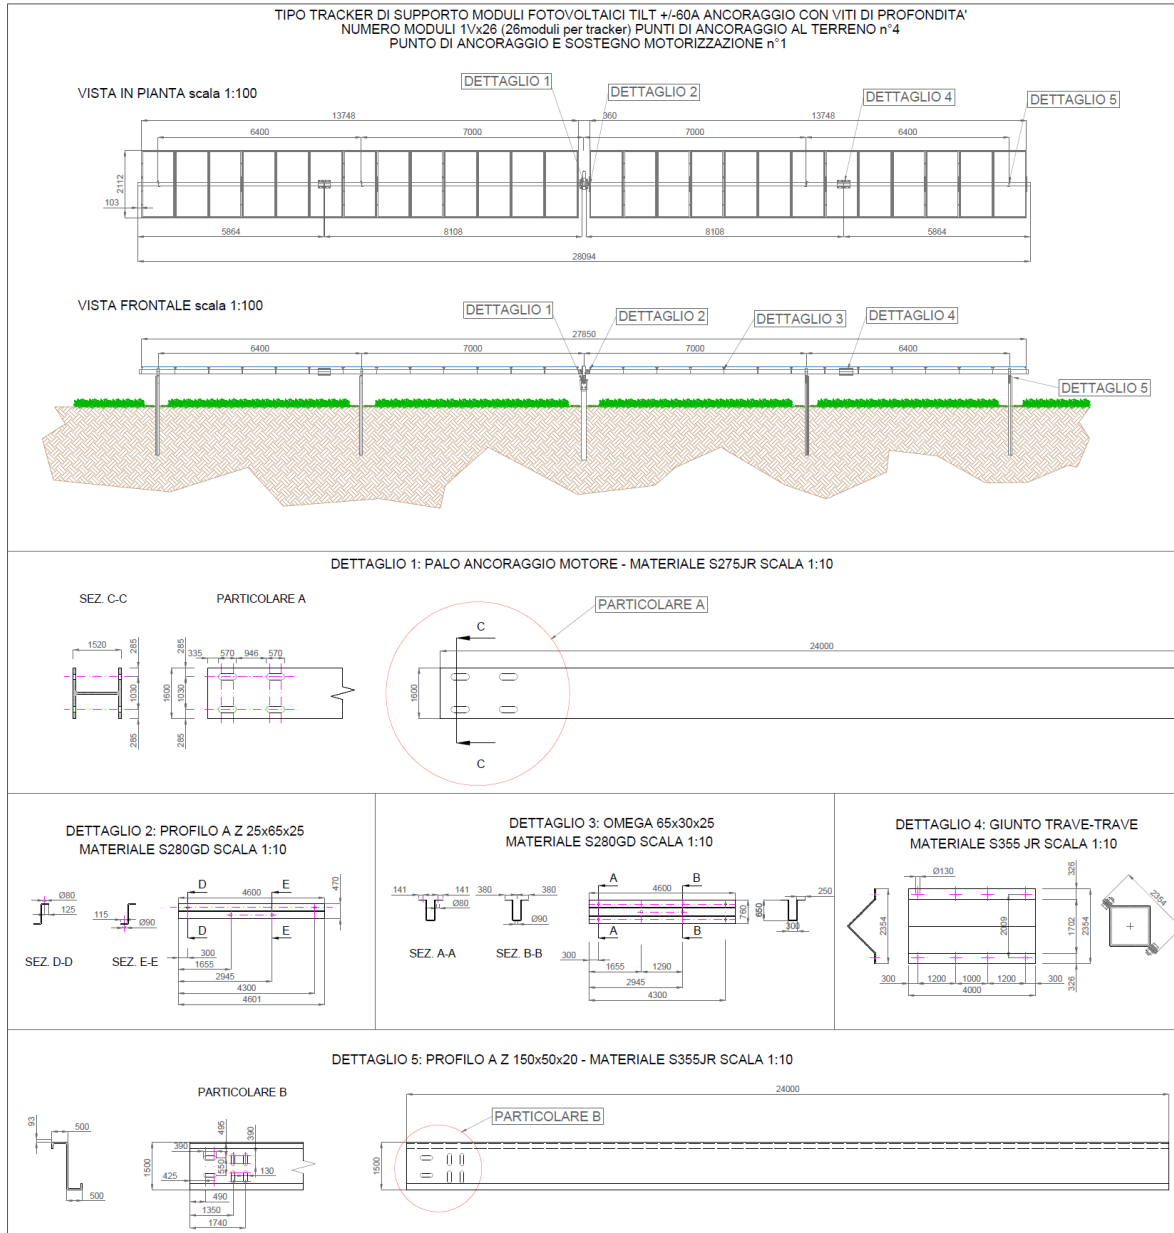 TIPO TRACKER DI SUPPORTO MODULI FOTOVOLTAICI TILT +/-60A ANCORAGGIO CON VITI DI PROFONDITA'
NUMERO MODULI 1Vx26 (26moduli per tracker) PUNTI DI ANCORAGGIO AL TERRENO n°4
PUNTO DI ANCORAGGIO E SOSTEGNO MOTORIZZAZIONE n°1
VISTA IN PIANTA scala 1:100
DETTAGLIO 1
DETTAGLIO 2
DETTAGLIO 4
DETTAGLIO 5
13748 360 13748
6400 7000 7000 6400
2112
103
5864 8108 8108 5864
28094
VISTA FRONTALE scala 1:100
DETTAGLIO 1
DETTAGLIO 2
DETTAGLIO 3
DETTAGLIO 4
27850
6400 7000 7000 6400
DETTAGLIO 5
DETTAGLIO 1: PALO ANCORAGGIO MOTORE - MATERIALE S275JR SCALA 1:10
SEZ. C-C
1520
285
1030
285
PARTICOLARE A
335 570 946 570
285
1030
285
1600
PARTICOLARE A
C
24000
1600
C
DETTAGLIO 2: PROFILO A Z 25x65x25
MATERIALE S280GD SCALA 1:10
Ø80
125
115
Ø90
SEZ. D-D
SEZ. E-E
D E
4600
470
D E
300
1655
2945
4300
4601
DETTAGLIO 3: OMEGA 65x30x25
MATERIALE S280GD SCALA 1:10
141 141
Ø80
380 380
Ø90
SEZ. A-A
SEZ. B-B
A B
4600
760
A B
300
1655 1290
2945
4300
250
650
300
DETTAGLIO 4: GIUNTO TRAVE-TRAVE
MATERIALE S355 JR SCALA 1:10
2354
Ø130
326
1702
2009
2354
326
300 1200 1000 1200 300
4000
2354
DETTAGLIO 5: PROFILO A Z 150x50x20 - MATERIALE S355JR SCALA 1:10
93
500
500
PARTICOLARE B
390
495
390
550
130
1500
425
490
1350
1740
PARTICOLARE B
24000
1500